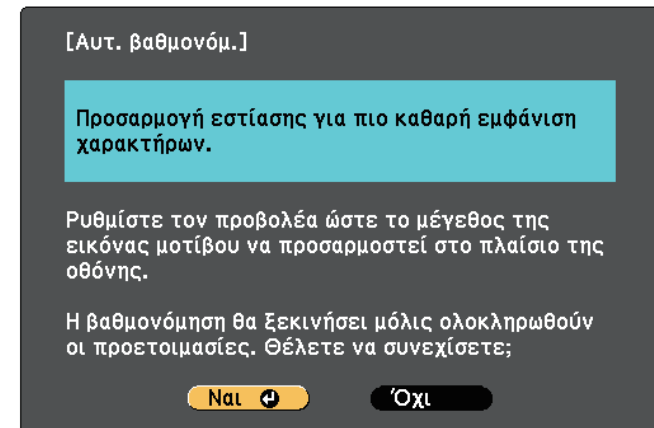 [Αυτ. βαθμονόμ.]
Προσαρμογή εστίασης για πιο καθαρή εμφάνιση
χαρακτήρων.
Ρυθμίστε τον προβολέα ώστε το μέγεθος της
εικόνας μοτίβου να προσαρμοστεί στο πλαίσιο της
οθόνης.
Η βαθμονόμηση θα ξεκινήσει μόλις ολοκληρωθούν
οι προετοιμασίες. Θέλετε να συνεχίσετε;
Ναι Όχι